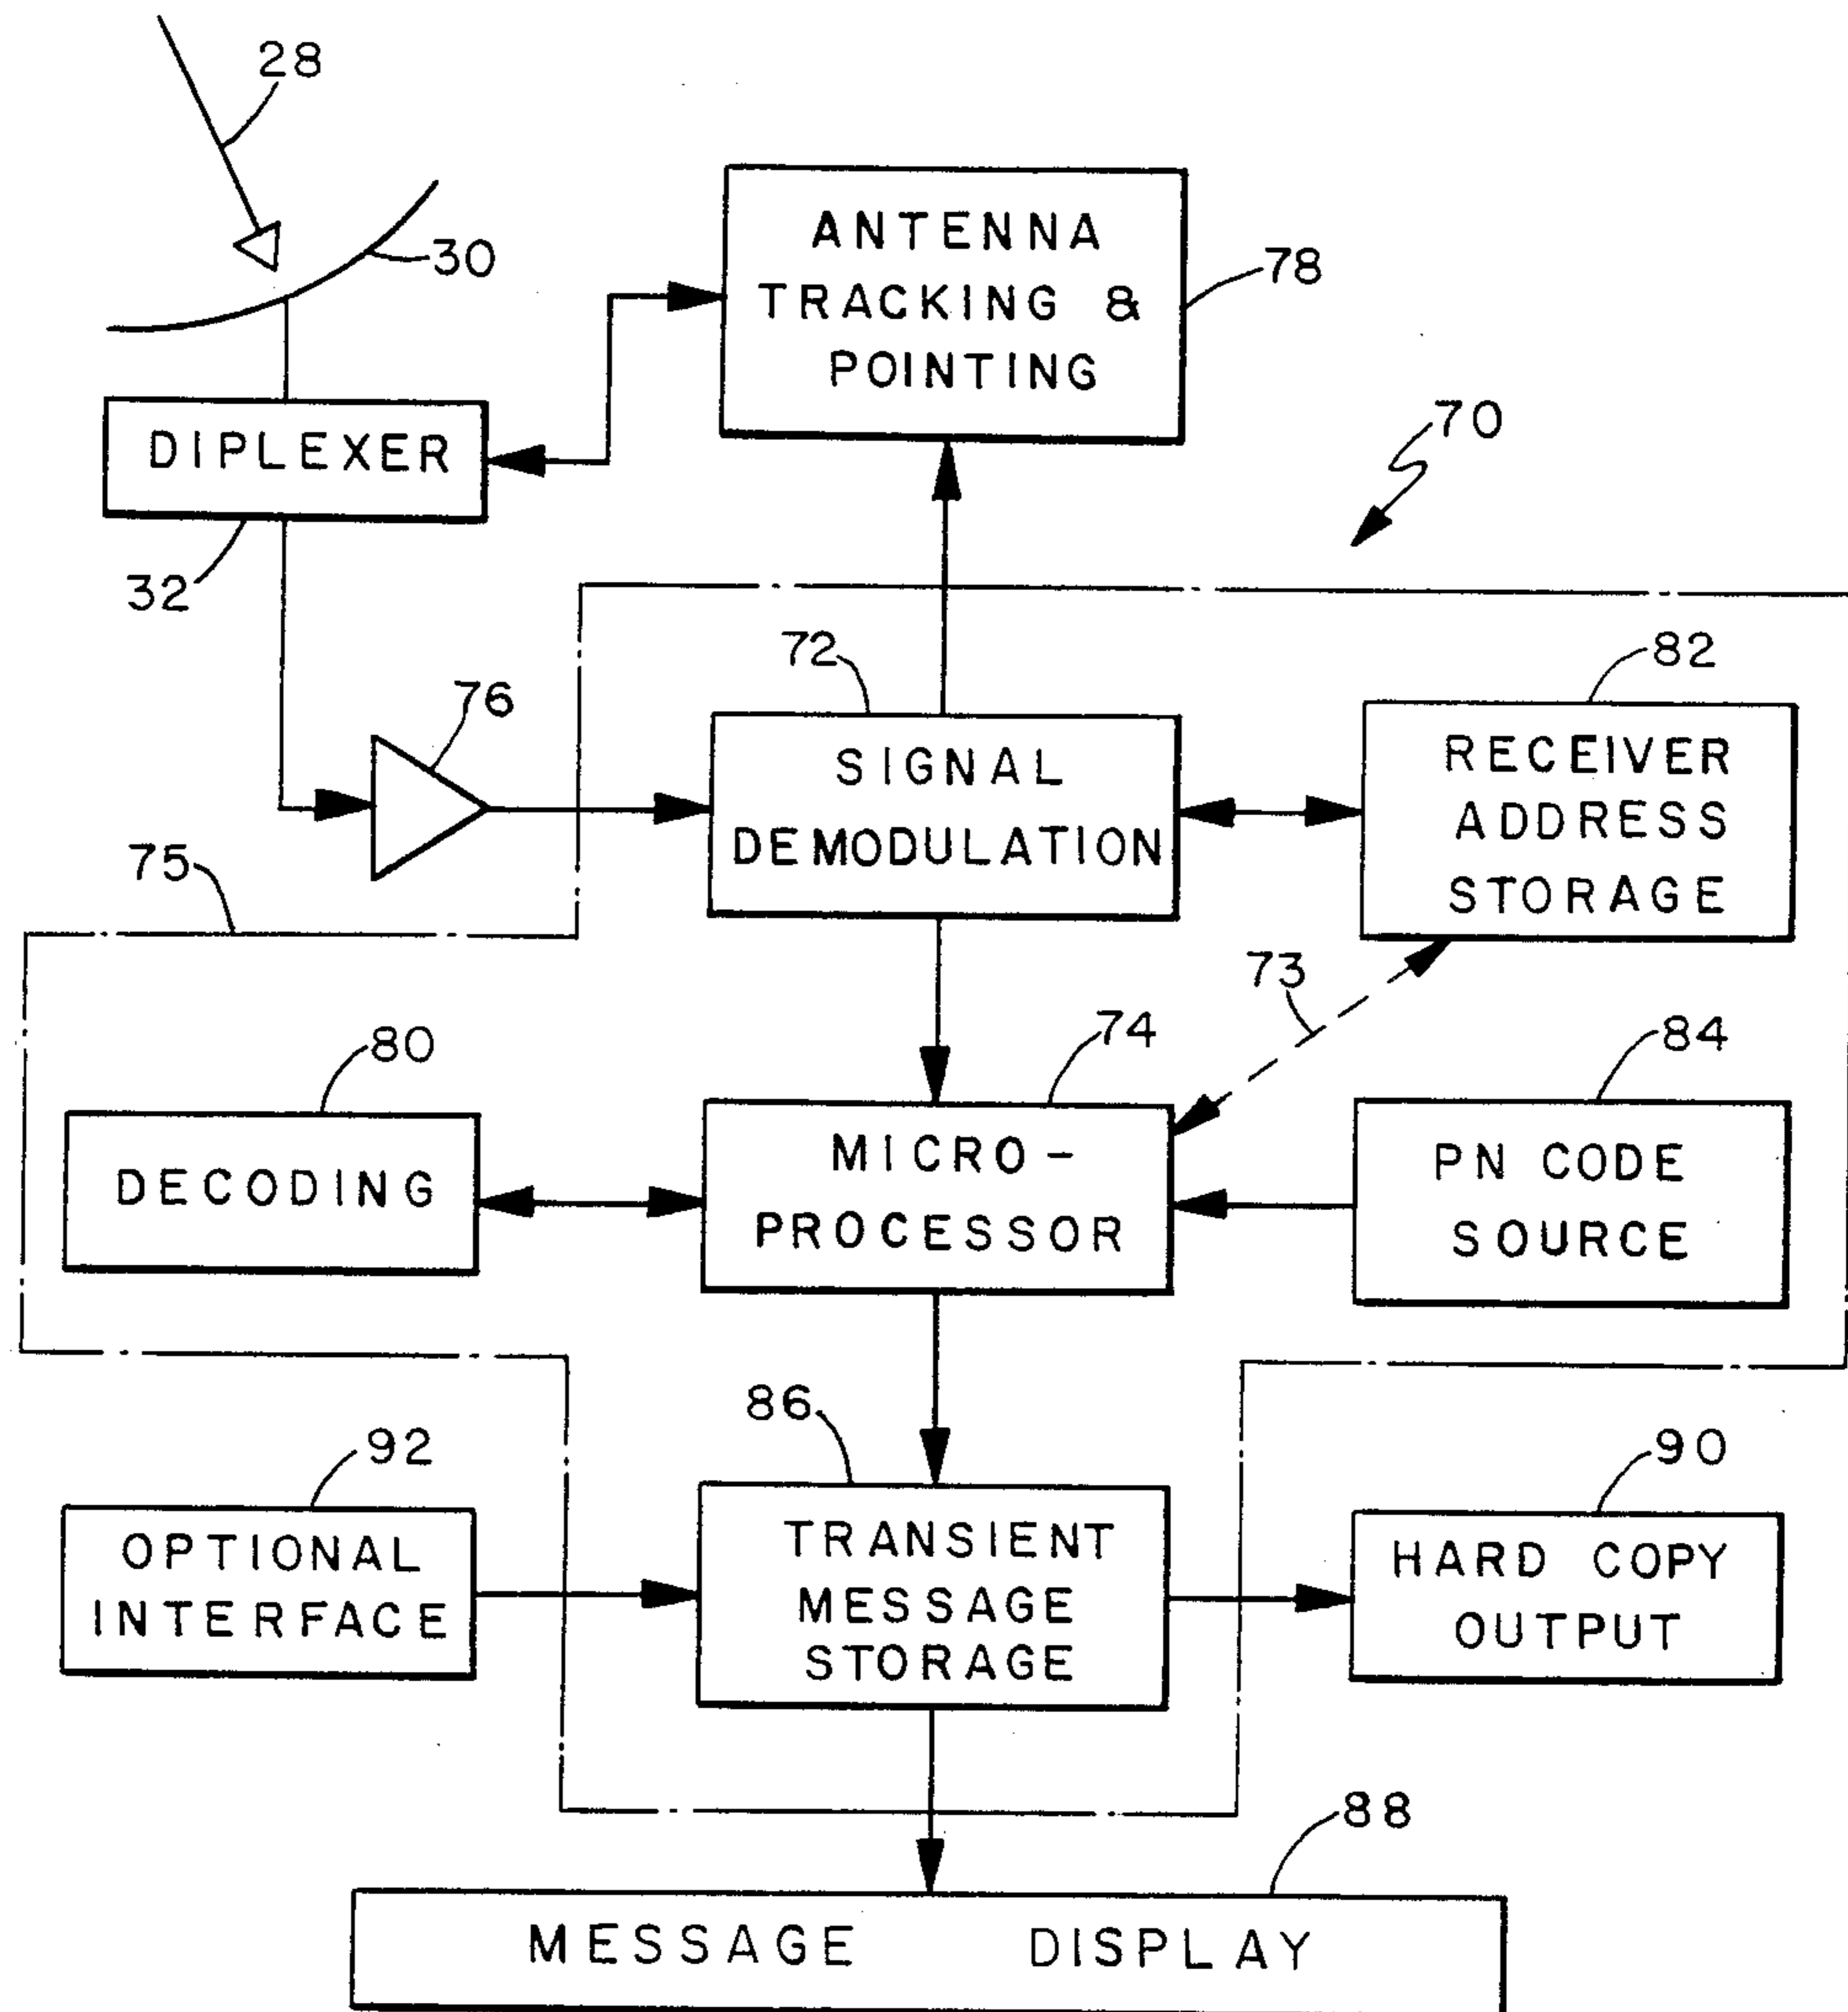 28
30
ANTENNA
TRACKING &
POINTING
78
DIPLEXER
32
70
72
82
76
SIGNAL
DEMODULATION
RECEIVER
ADDRESS
STORAGE
75
73
80
74
84
DECODING
MICRO-
PROCESSOR
PN CODE
SOURCE
86
92
90
OPTIONAL
INTERFACE
TRANSIENT
MESSAGE
STORAGE
HARD COPY
OUTPUT
88
MESSAGE DISPLAY